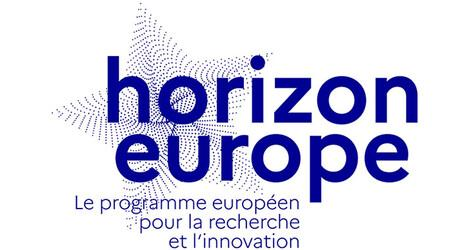 horizon
europe
Le programme européen
pour la recherche
et l'innovation